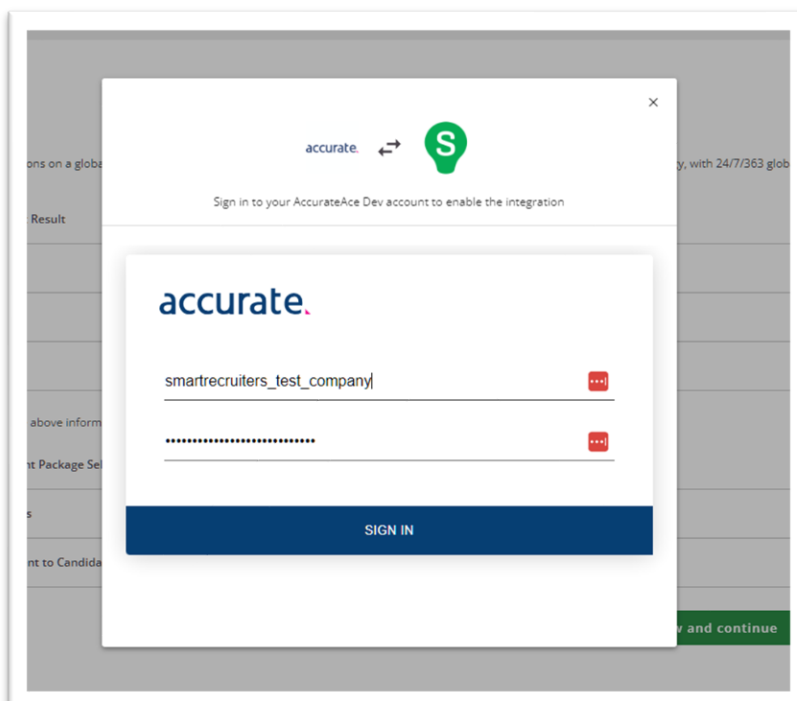 accurate.
S
Sign in to your AccurateAce Dev account to enable the integration
ons on a globa
y, with 24/7/363 glob
Result
accurate.
smartrecruiters_test_company
above inform
nt Package Sel
s
SIGN IN
nt to Candida
v and continue